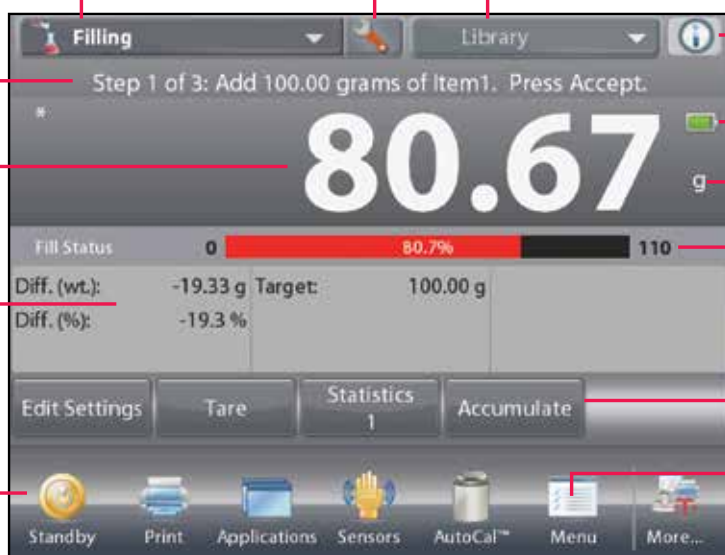 Filling
Library
Step 1 of 3: Add 100.00 grams of Item1. Press Accept.
*
80.67
g
Fill Status 0 80.7% 110
Diff. (wt.): -19.33 g Target: 100.00 g
Diff. (%): -19.3 %
Edit Settings Tare Statistics Accumulate
1
Standby Print Applications Sensors AutoCal™ Menu More...